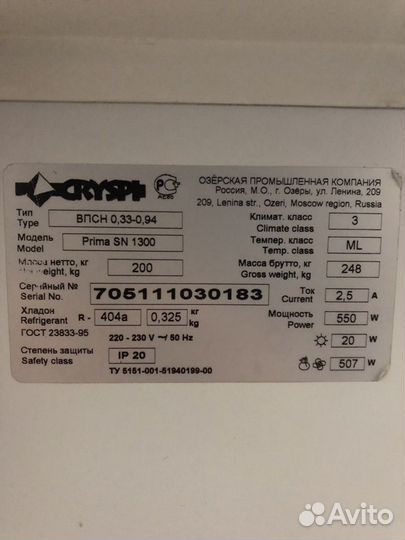 CRYSPI
АЕ95
ОЗЁРСКАЯ ПРОМЫШЛЕННАЯ КОМПАНИЯ
Россия, М.О., г. Озёры, ул. Ленина, 209
209, Lenina str., Ozeri, Moscow region, Russia
Тип
Type
ВПСН 0,33-0,94
Климат. класс
Climate class
3
Модель
Model
Prima SN 1300
Темпер. класс
Temp. class
ML
Масса нетто, кг
weight, kg
200
Масса брутто, кг
Gross weight, kg
248
Серийный №
Serial No.
705111030183
Ток
Current
2,5 A
Хладон
Refrigerant
R - 404a
0,325
кг
kg
Мощность
Power
550 W
ГОСТ 23833-95
220 - 230 V ~/ 50 Hz
20 W
Степень защиты
Safety class
IP 20
507 W
ТУ 5151-001-51940199-00
Avito